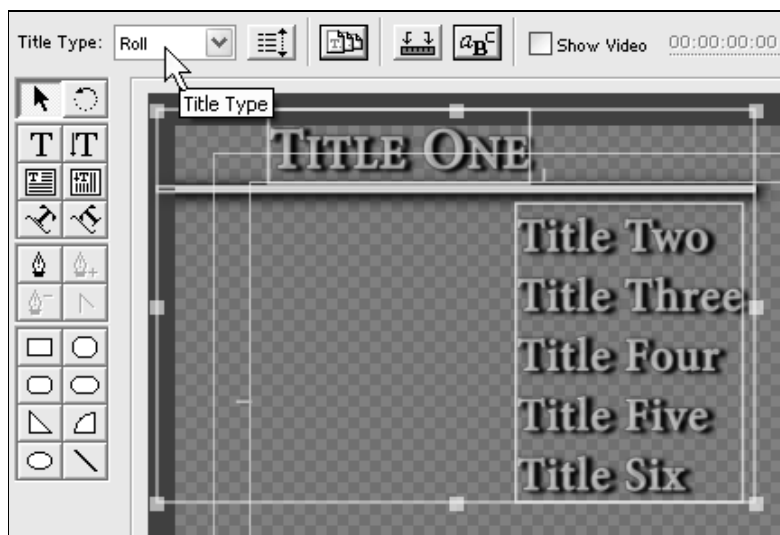 Title Type: Roll Show Video 00:00:00:00
Title Type
TITLE ONE
Title Two
Title Three
Title Four
Title Five
Title Six